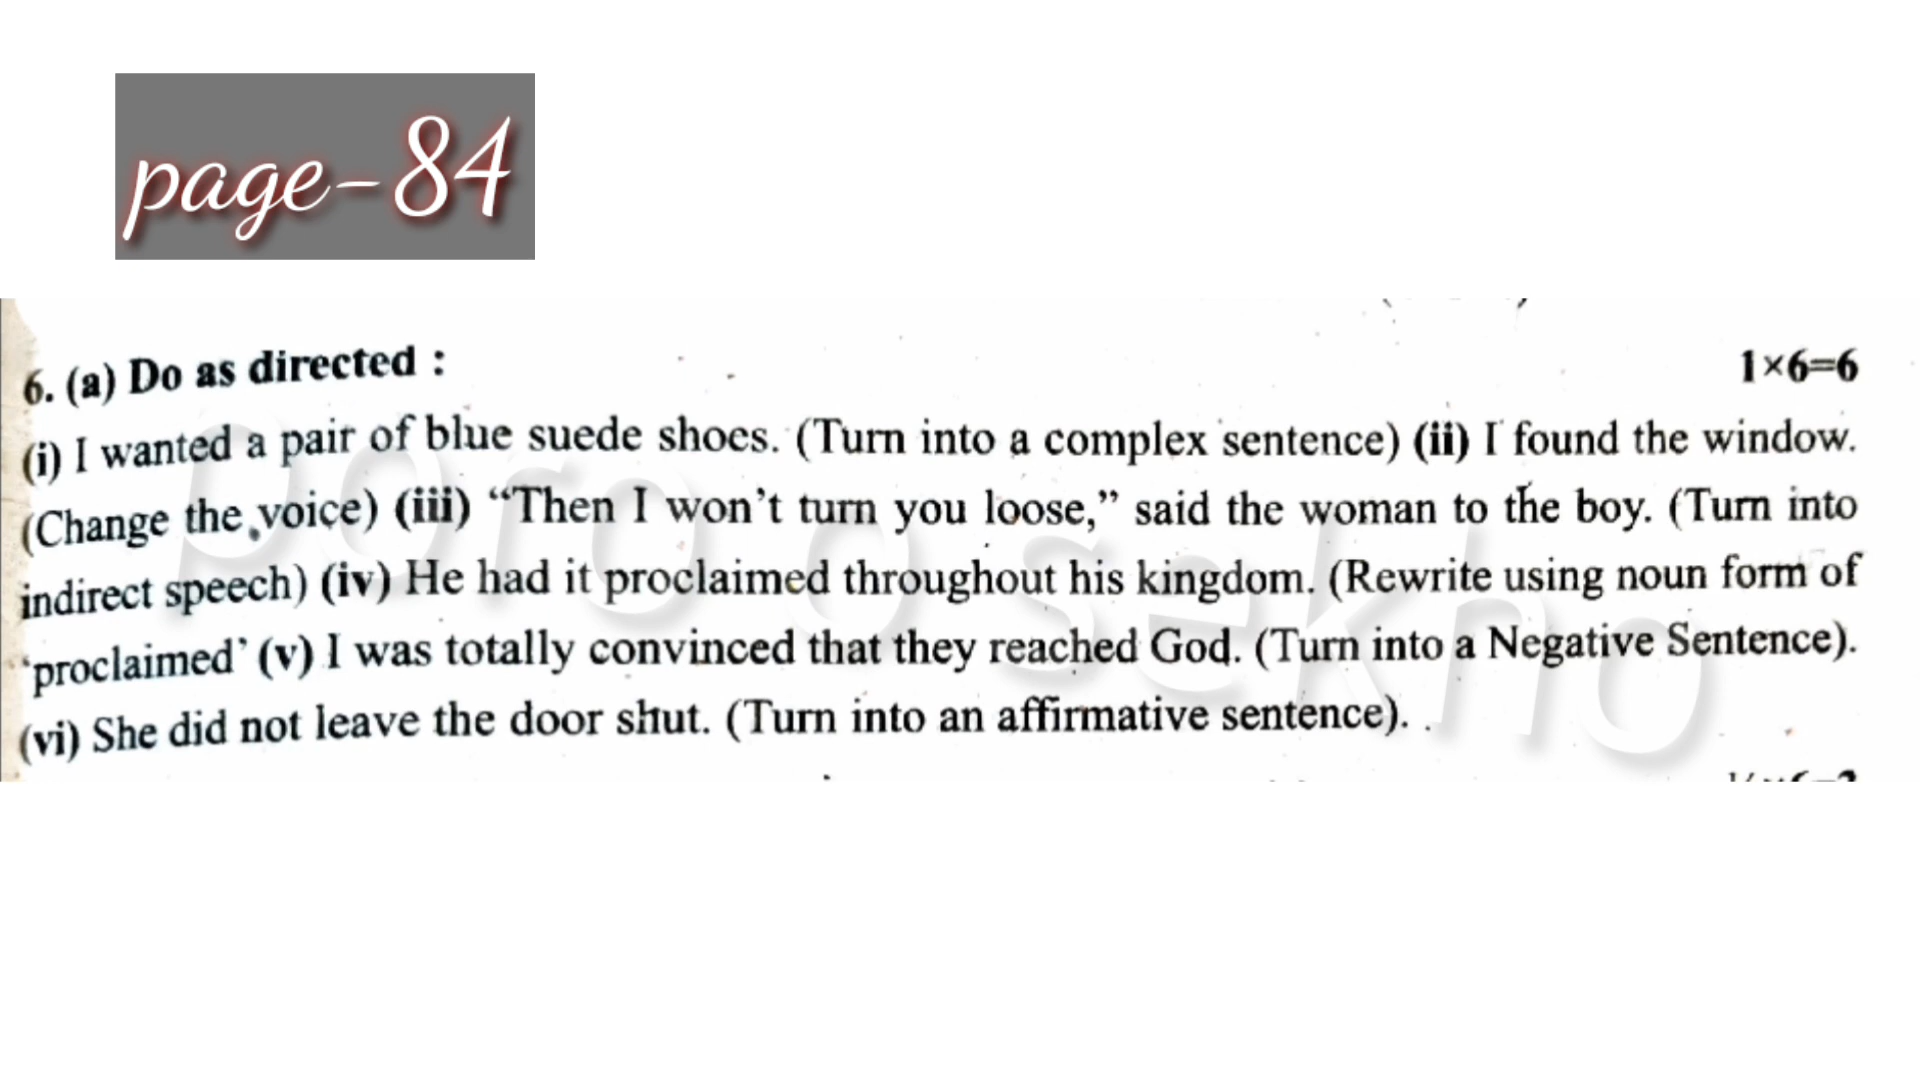 page-84
6. (a) Do as directed : 1×6=6
(i) I wanted a pair of blue suede shoes. (Turn into a complex sentence) (ii) I found the window.
(Change the voice) (iii) “Then I won’t turn you loose,” said the woman to the boy. (Turn into
indirect speech) (iv) He had it proclaimed throughout his kingdom. (Rewrite using noun form of
‘proclaimed’ (v) I was totally convinced that they reached God. (Turn into a Negative Sentence).
(vi) She did not leave the door shut. (Turn into an affirmative sentence). .
poro o sekho